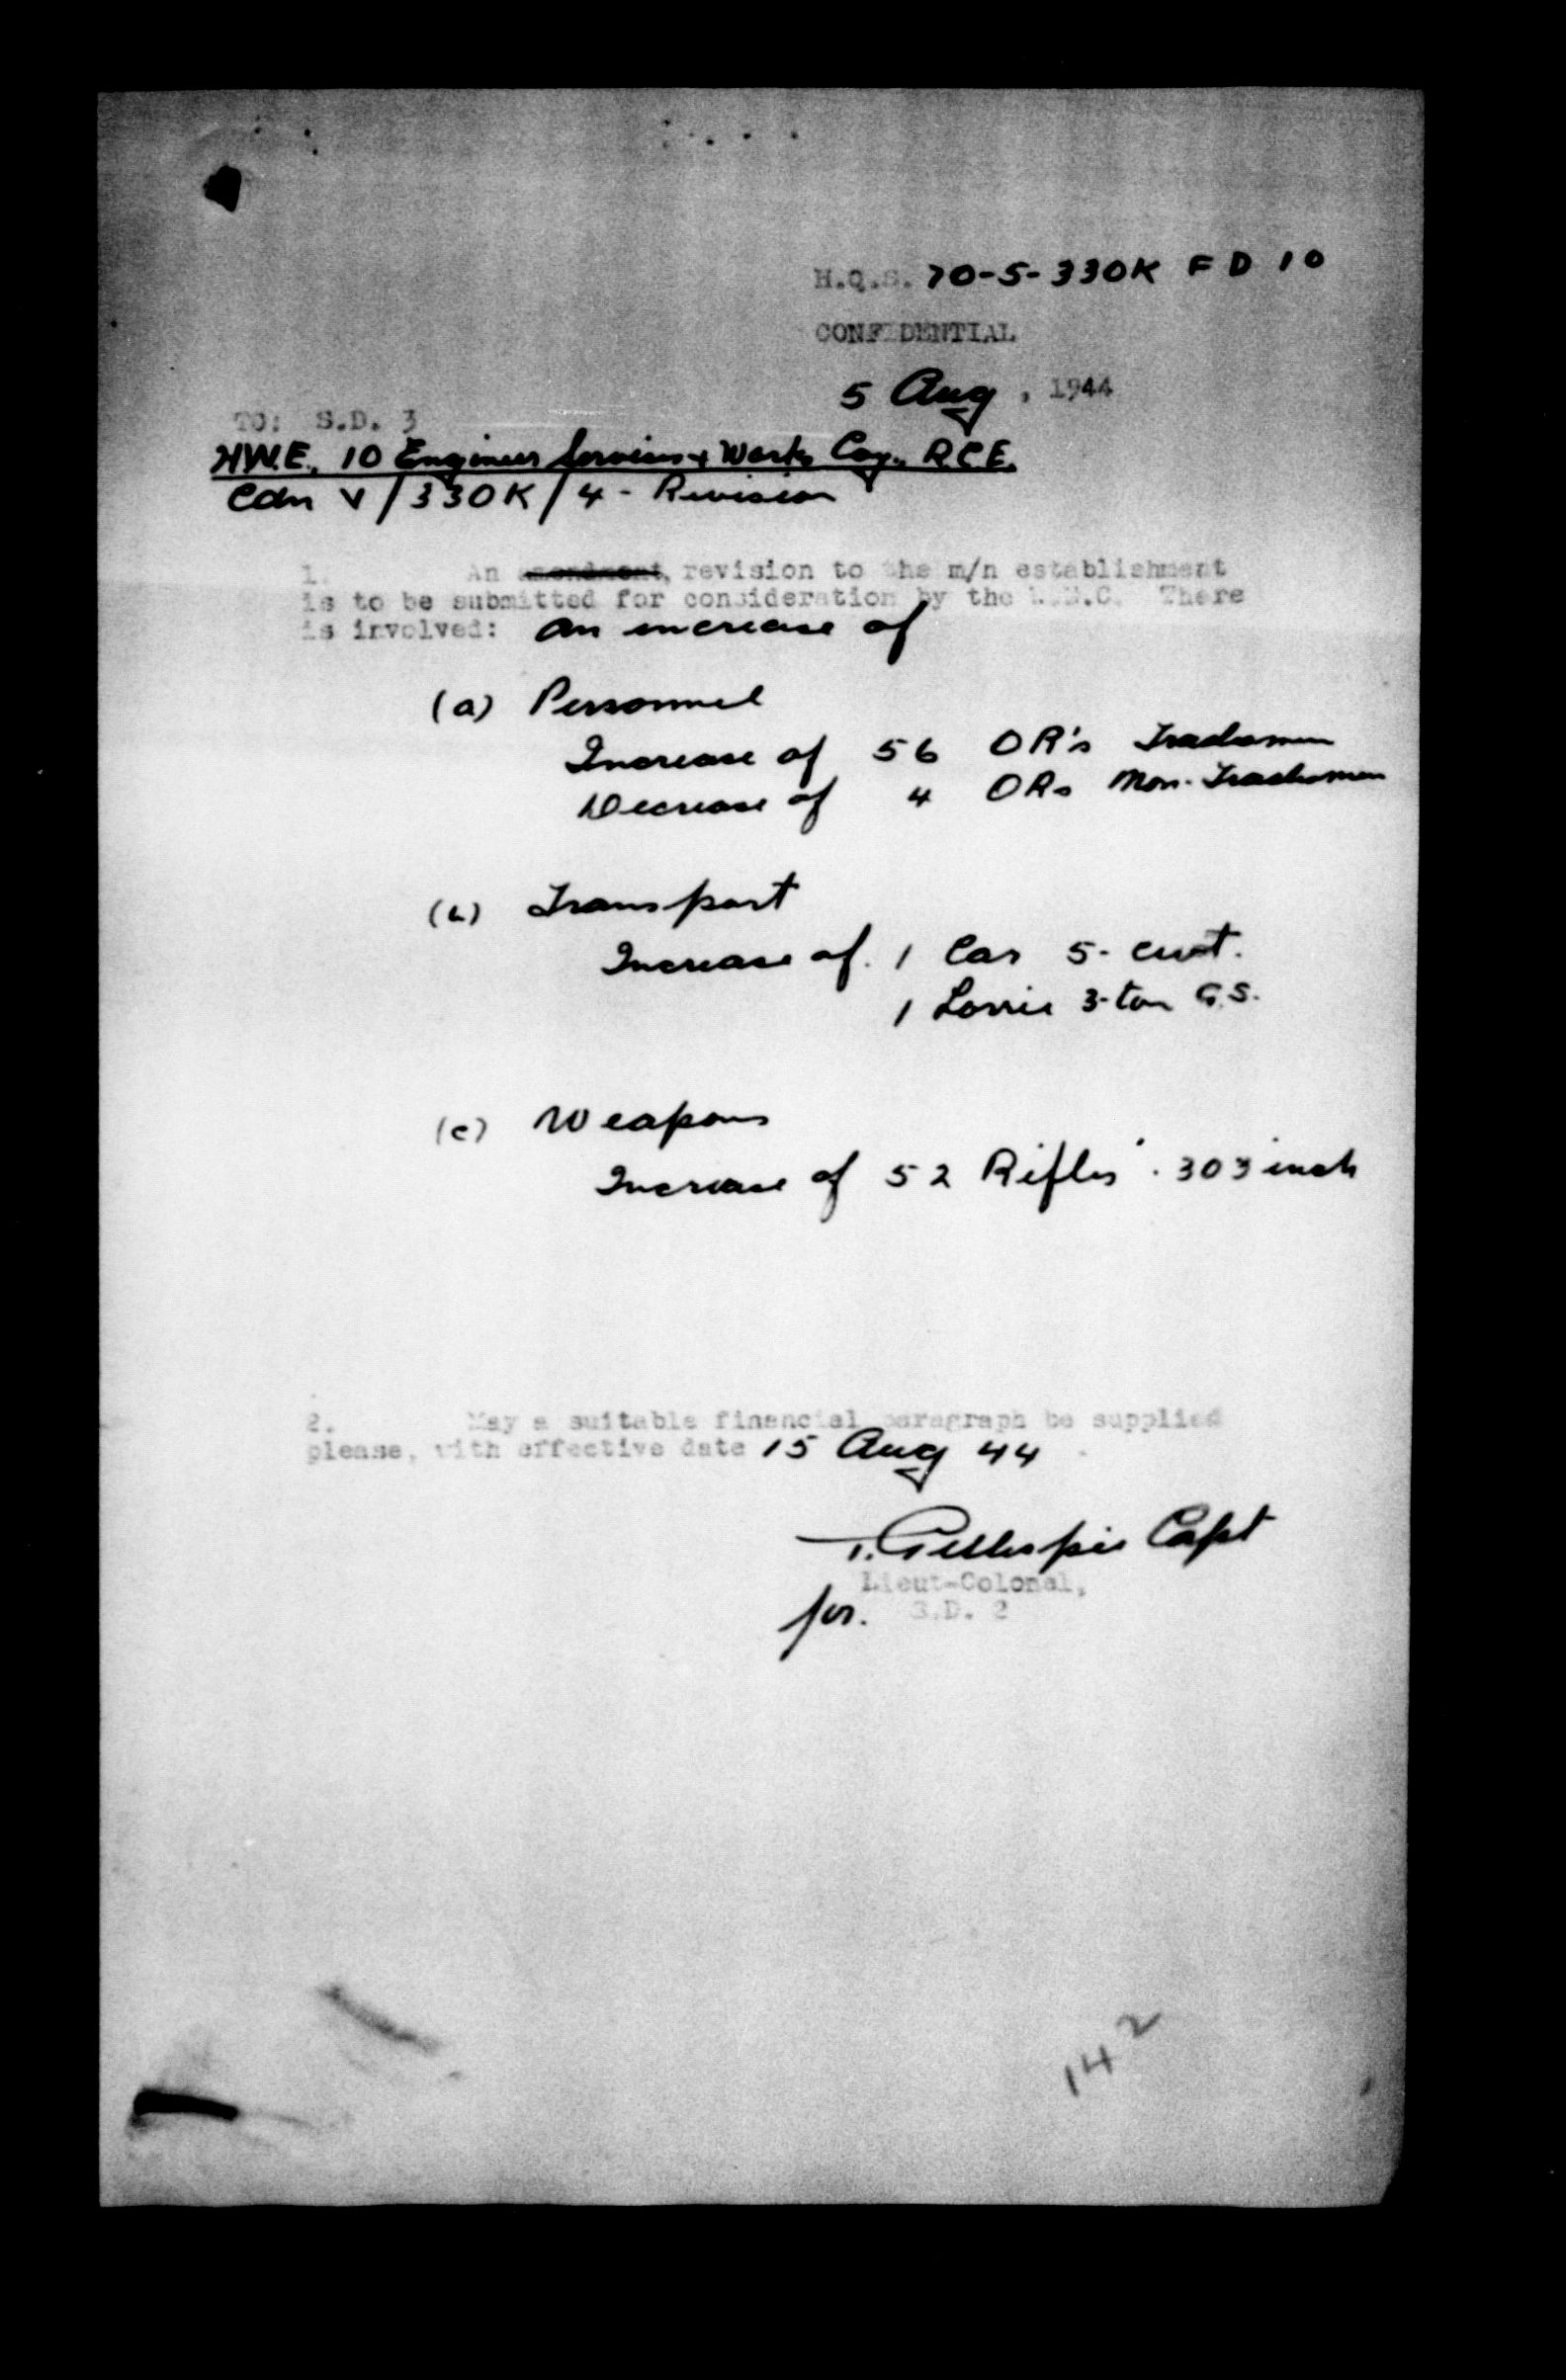 H.Q.S. 70-5-330K FD 10
CONFIDENTIAL
5 Aug, 1944
TO: S.D. 3
HW.E. 10 Engineer Services & Works Coy., R.C.E.
Cdn V/330K/4 - Revision
1. An amendment, revision to the m/n establishment
is to be submitted for consideration by the There
is involved: an increase of
(a) Personnel
Increase of 56 OR's Tradesmen
Decrease of 4 ORs Non-Tradesmen
(b) Transport
Increase of. 1 Car 5-cwt.
1 Lorrie 3-ton G.S.
(c) Weapons
Increase of 52 Rifles .303 inch
2. May a suitable financial paragraph be supplied
please, with effective date 15 Aug 44.
T. Gillespie Capt
Lieut-Colonel,
for. S.D. 2
142